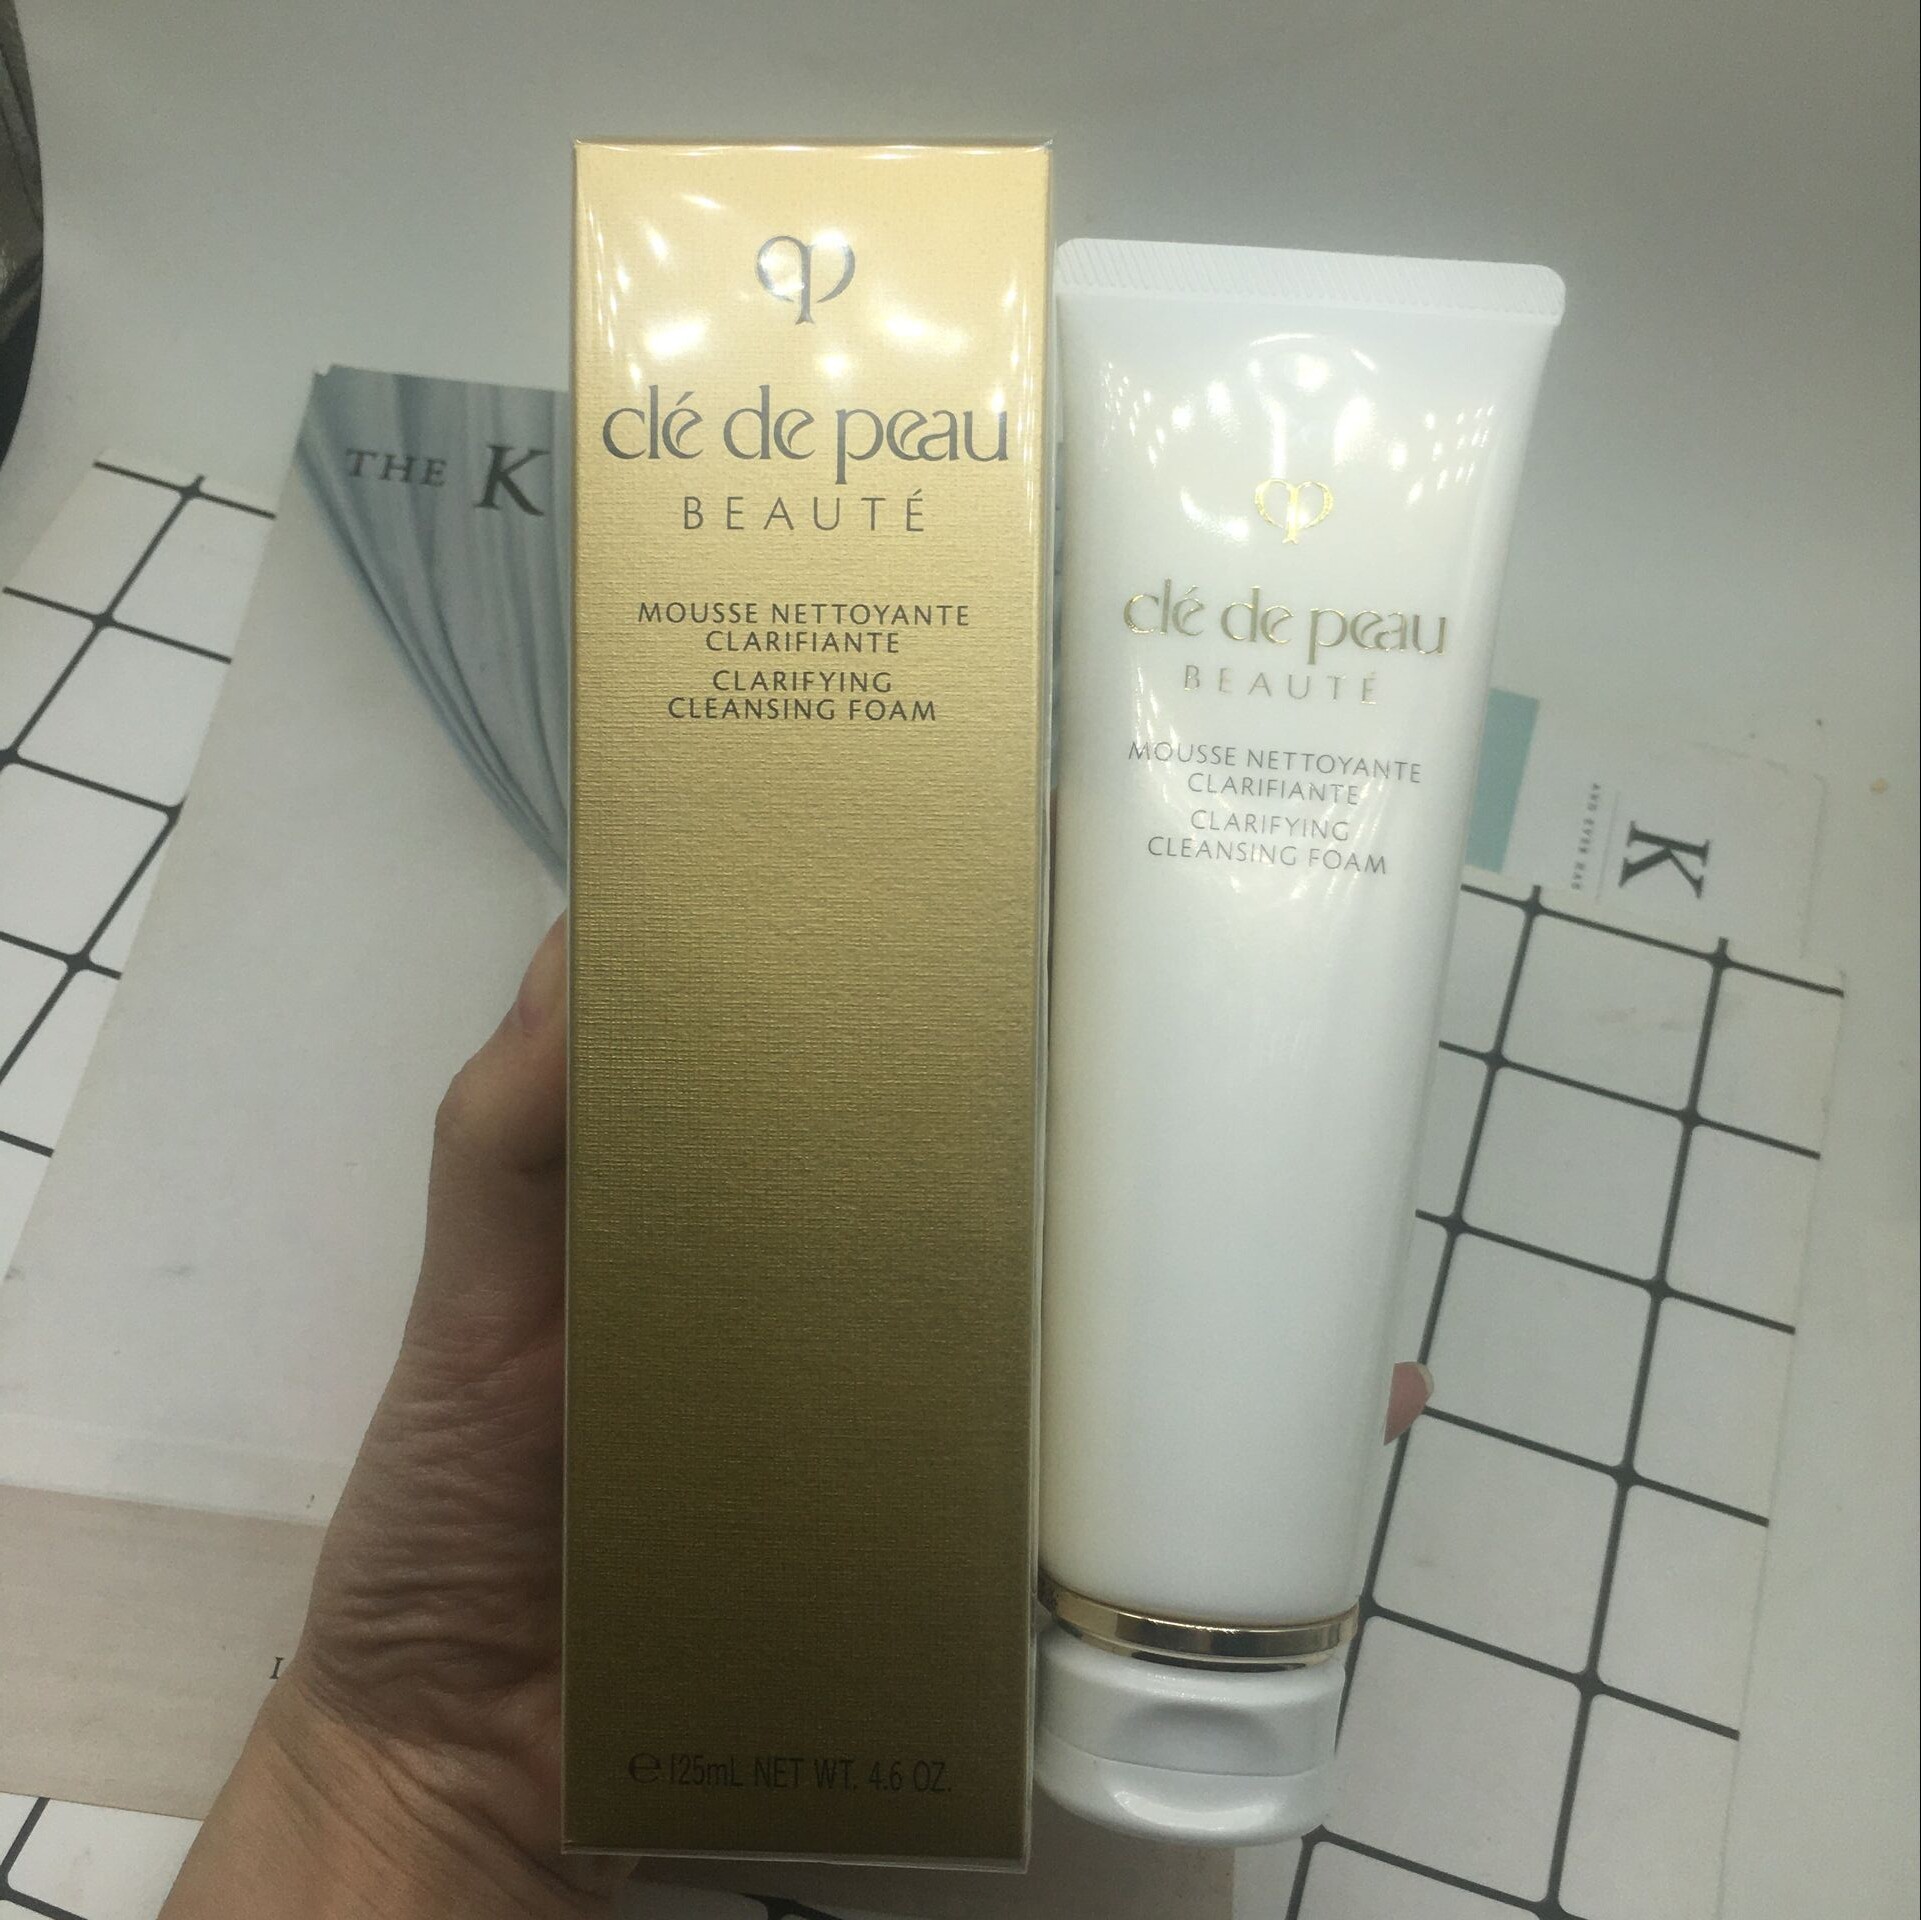 THE K
clé de peau
BEAUTÉ
MOUSSE NETTOYANTE
CLARIFIANTE
CLARIFYING
CLEANSING FOAM
℮ 125mL NET WT. 4.6 OZ.
clé de peau
BEAUTÉ
MOUSSE NETTOYANTE
CLARIFIANTE
CLARIFYING
CLEANSING FOAM
K
I